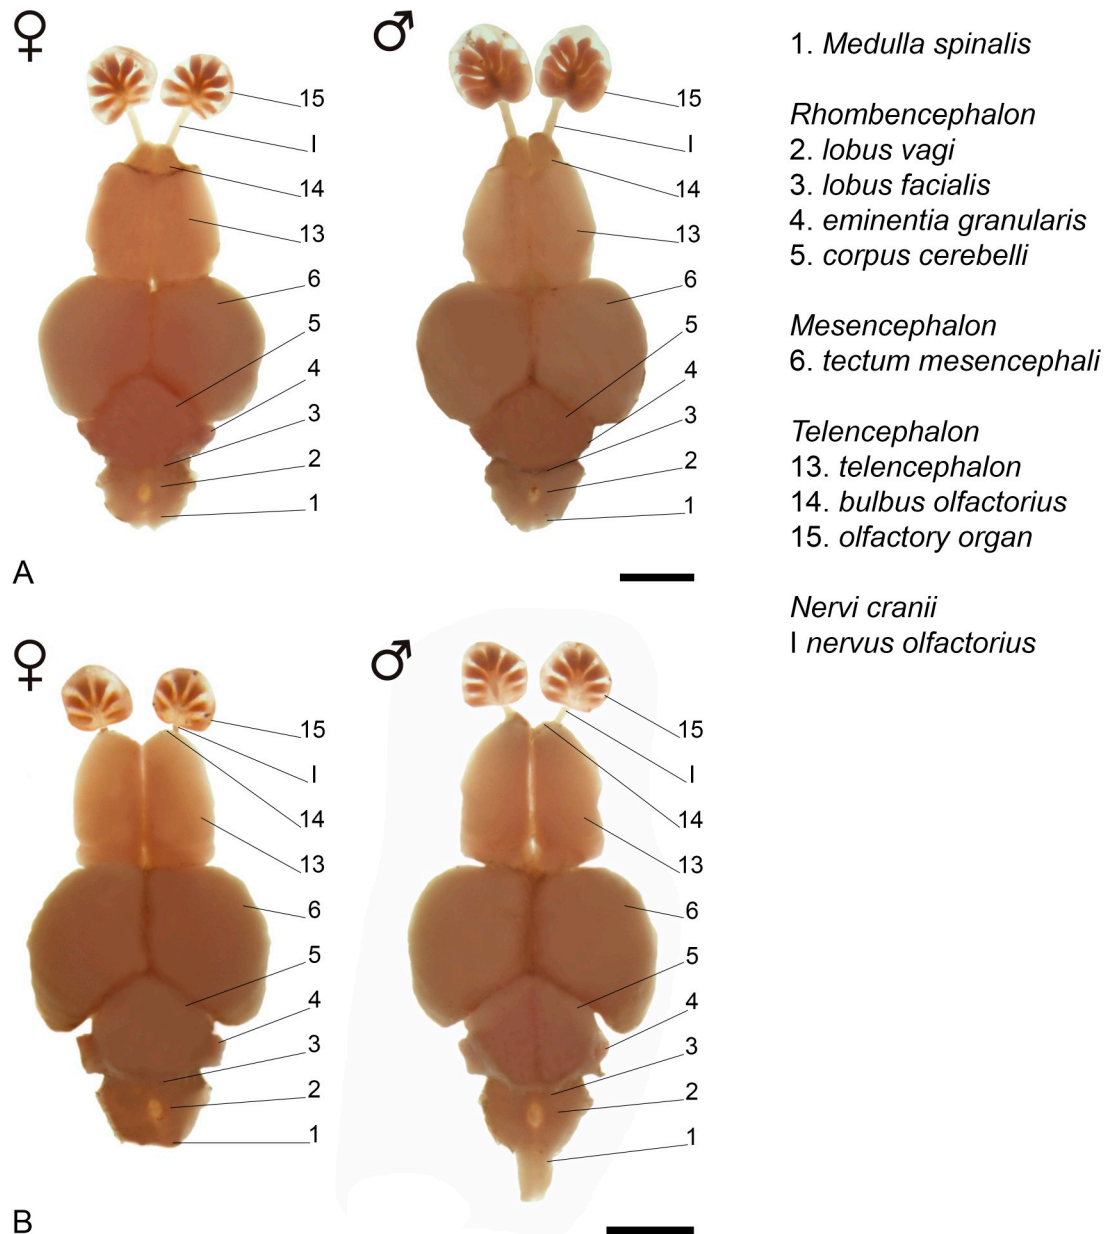 ♀
♂
15
I
14
13
6
5
4
3
2
1
15
I
14
13
6
5
4
3
2
1
A
1. Medulla spinalis
Rhombencephalon
2. lobus vagi
3. lobus facialis
4. eminentia granularis
5. corpus cerebelli
Mesencephalon
6. tectum mesencephali
Telencephalon
13. telencephalon
14. bulbus olfactorius
15. olfactory organ
Nervi cranii
I nervus olfactorius
♀
♂
15
I
14
13
6
5
4
3
2
1
15
I
14
13
6
5
4
3
2
1
B